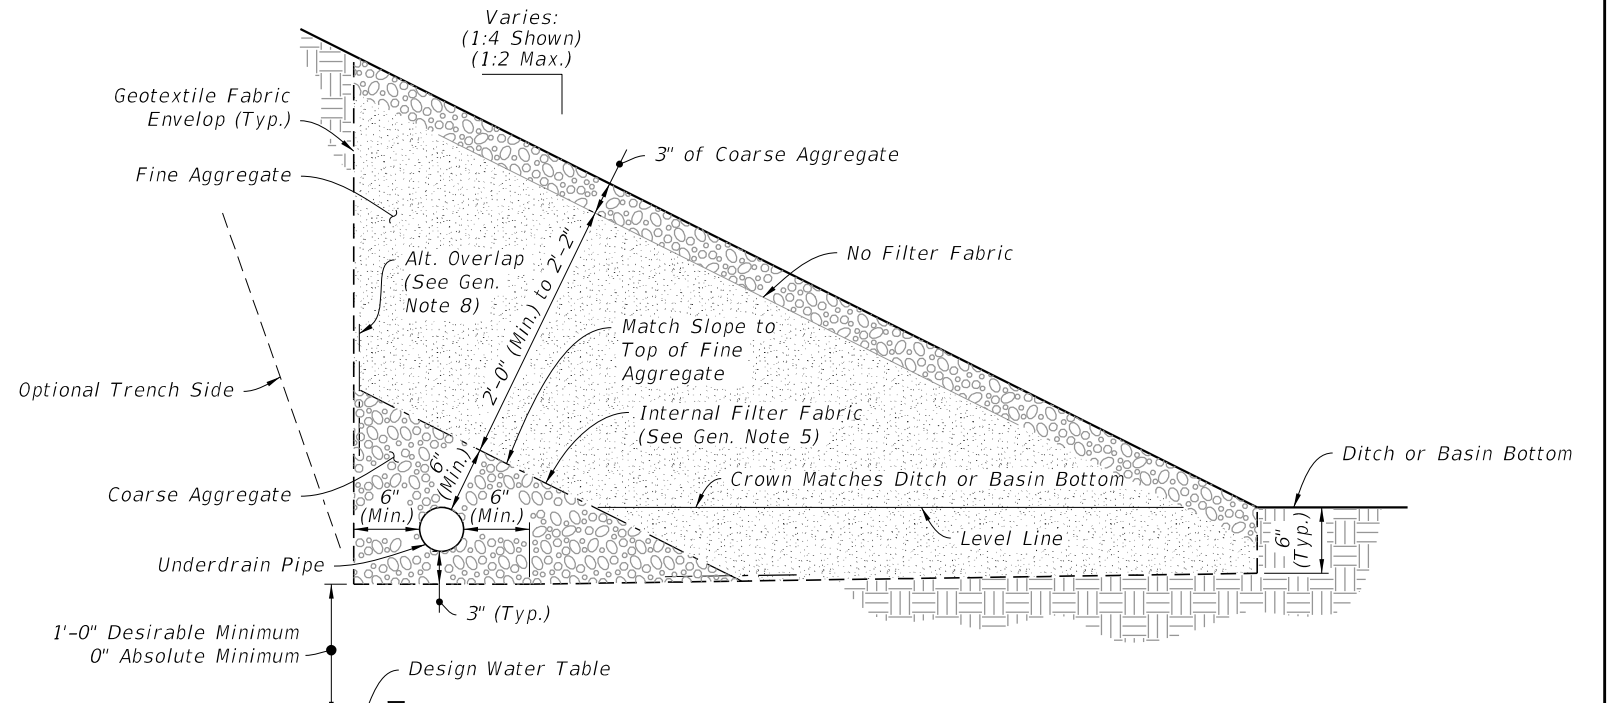 Varies:
(1:4 Shown)
(1:2 Max.)
Geotextile Fabric
Envelop (Typ.)
3" of Coarse Aggregate
Fine Aggregate
No Filter Fabric
Alt. Overlap
(See Gen.
Note 8)
2'-0" (Min.) to 2'-2"
Match Slope to
Top of Fine
Aggregate
Optional Trench Side
Internal Filter Fabric
(See Gen. Note 5)
Ditch or Basin Bottom
6"
(Min.)
Crown Matches Ditch or Basin Bottom
Coarse Aggregate
6"
(Min.)
6"
(Min.)
Level Line
6"
(Typ.)
Underdrain Pipe
3" (Typ.)
1'-0" Desirable Minimum
0" Absolute Minimum
Design Water Table